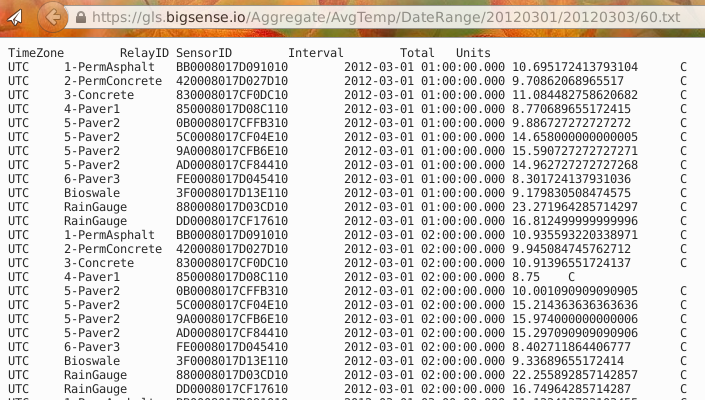 https://gls.bigsense.io/Aggregate/AvgTemp/DateRange/20120301/20120303/60.txt
TimeZone RelayID SensorID Interval Total Units
UTC 1-PermAsphalt BB0008017D091010 2012-03-01 01:00:00.000 10.695172413793104 C
UTC 2-PermConcrete 420008017D027D10 2012-03-01 01:00:00.000 9.70862068965517 C
UTC 3-Concrete 830008017CF0DC10 2012-03-01 01:00:00.000 11.084482758620682 C
UTC 4-Paver1 850008017D08C110 2012-03-01 01:00:00.000 8.770689655172415 C
UTC 5-Paver2 0B0008017CFFFB310 2012-03-01 01:00:00.000 9.886727272727272 C
UTC 5-Paver2 5C0008017CF04E10 2012-03-01 01:00:00.000 14.658000000000005 C
UTC 5-Paver2 9A0008017CFB6E10 2012-03-01 01:00:00.000 15.590727272727271 C
UTC 5-Paver2 AD0008017CF84410 2012-03-01 01:00:00.000 14.962727272727268 C
UTC 6-Paver3 FE0008017D045410 2012-03-01 01:00:00.000 8.301724137931036 C
UTC Bioswale 3F0008017D13E110 2012-03-01 01:00:00.000 9.179830508474575 C
UTC RainGauge 880008017D03CD10 2012-03-01 01:00:00.000 23.271964285714297 C
UTC RainGauge DD0008017CF17610 2012-03-01 01:00:00.000 16.812499999999996 C
UTC 1-PermAsphalt BB0008017D091010 2012-03-01 02:00:00.000 10.935593220338971 C
UTC 2-PermConcrete 420008017D027D10 2012-03-01 02:00:00.000 9.945084745762712 C
UTC 3-Concrete 830008017CF0DC10 2012-03-01 02:00:00.000 10.91396551724137 C
UTC 4-Paver1 850008017D08C110 2012-03-01 02:00:00.000 8.75 C
UTC 5-Paver2 0B0008017CFFFB310 2012-03-01 02:00:00.000 10.001090909090905 C
UTC 5-Paver2 5C0008017CF04E10 2012-03-01 02:00:00.000 15.214363636363636 C
UTC 5-Paver2 9A0008017CFB6E10 2012-03-01 02:00:00.000 15.974000000000006 C
UTC 5-Paver2 AD0008017CF84410 2012-03-01 02:00:00.000 15.297090909090906 C
UTC 6-Paver3 FE0008017D045410 2012-03-01 02:00:00.000 8.402711864406777 C
UTC Bioswale 3F0008017D13E110 2012-03-01 02:00:00.000 9.33689655172414 C
UTC RainGauge 880008017D03CD10 2012-03-01 02:00:00.000 22.255892857142857 C
UTC RainGauge DD0008017CF17610 2012-03-01 02:00:00.000 16.74964285714287 C